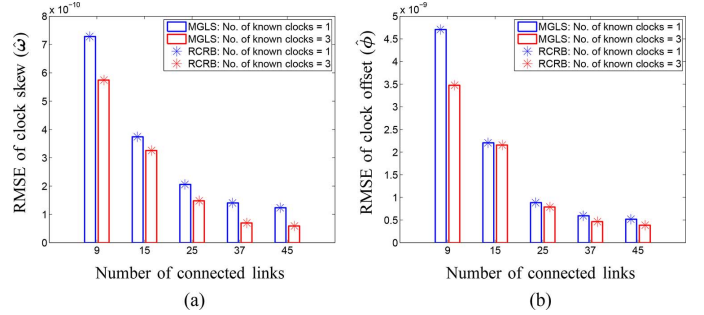 x 10⁻¹⁰
8
7
6
5
4
3
2
1
0
RMSE of clock skew (ω̂)
MGLS: No. of known clocks = 1
MGLS: No. of known clocks = 3
RCRB: No. of known clocks = 1
RCRB: No. of known clocks = 3
9 15 25 37 45
Number of connected links
(a)
x 10⁻⁹
5
4.5
4
3.5
3
2.5
2
1.5
1
0.5
0
RMSE of clock offset (ϕ̂)
MGLS: No. of known clocks = 1
MGLS: No. of known clocks = 3
RCRB: No. of known clocks = 1
RCRB: No. of known clocks = 3
9 15 25 37 45
Number of connected links
(b)